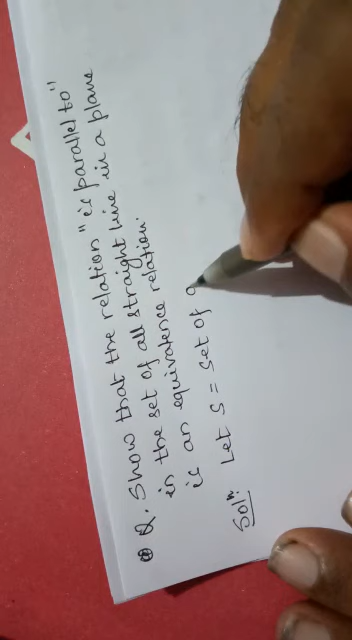 Q. Show that the relation "is parallel to"
in the set of all straight line in a plane
is an equivalence relation.
Solⁿ: Let S = Set of a